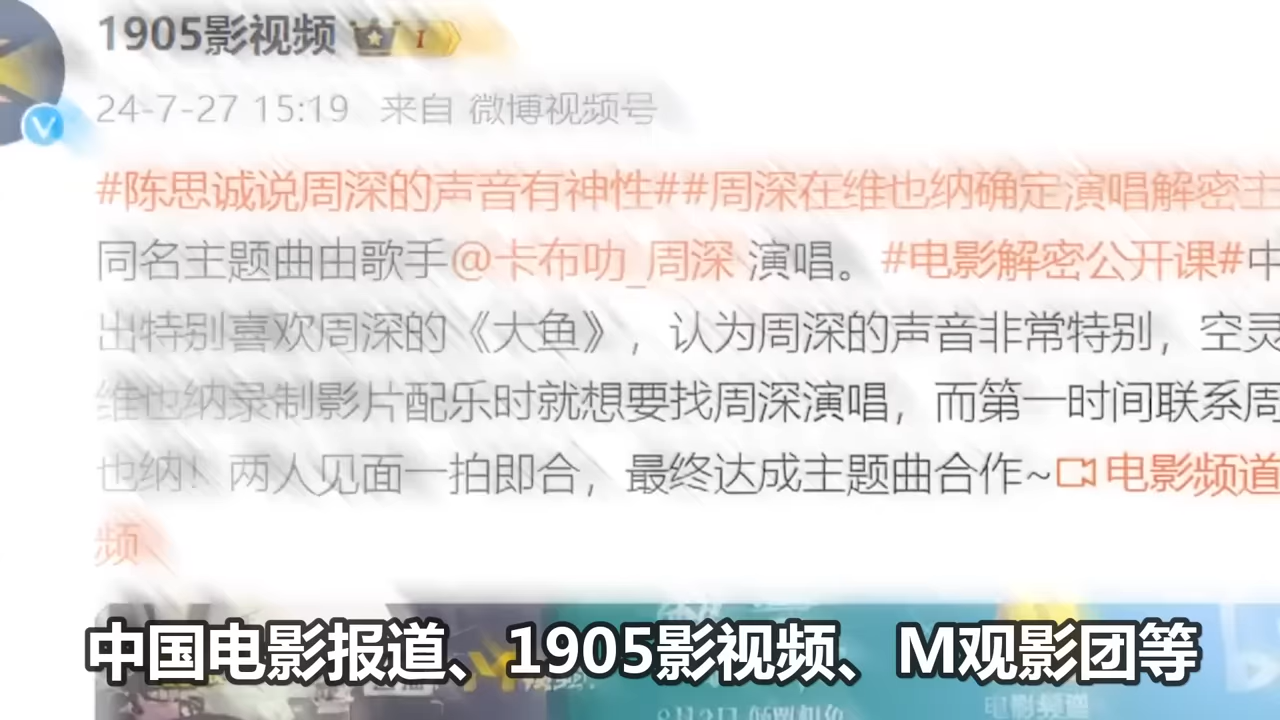 1905影视频
24-7-27 15:19 来自 微博视频号
#陈思诚说周深的声音有神性##周深在维也纳确定演唱解密主
同名主题曲由歌手@卡布叻_周深 演唱。#电影解密公开课#中
出特别喜欢周深的《大鱼》，认为周深的声音非常特别，空灵
维也纳录制影片配乐时就想要找周深演唱，而第一时间联系周
也纳！两人见面一拍即合，最终达成主题曲合作~电影频道
频
中国电影报道、1905影视频、M观影团等
电影频道